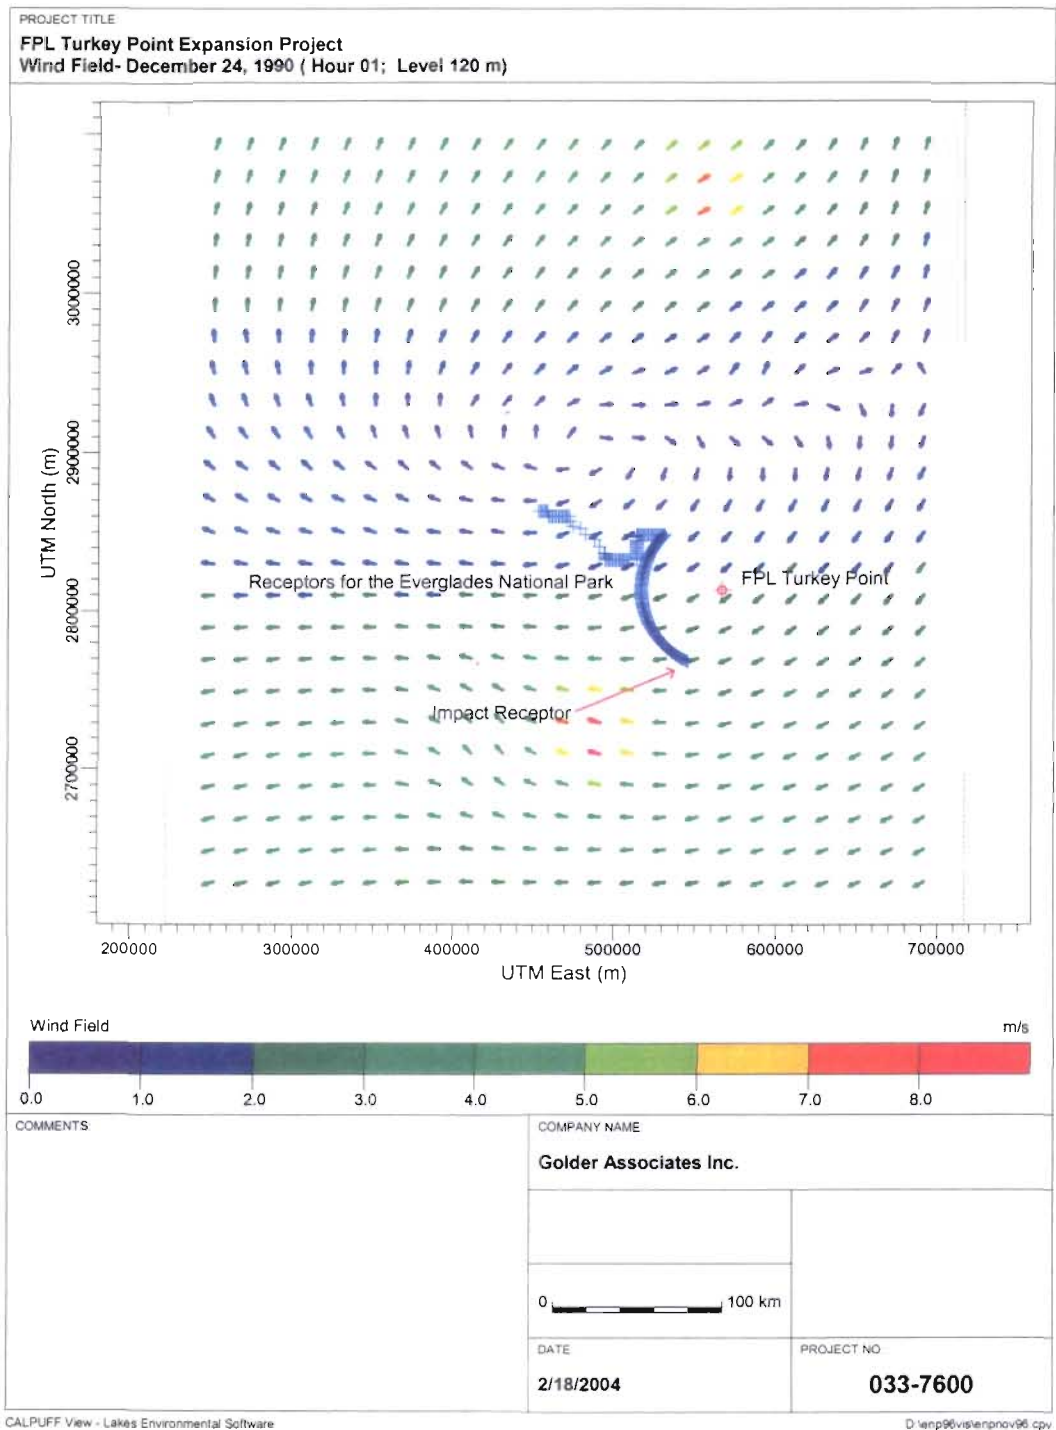 PROJECT TITLE
FPL Turkey Point Expansion Project
Wind Field- December 24, 1990 ( Hour 01; Level 120 m)
3000000
2900000
2800000
2700000
UTM North (m)
Receptors for the Everglades National Park
FPL Turkey Point
Impact Receptor
200000 300000 400000 500000 600000 700000
UTM East (m)
Wind Field m/s
0.0 1.0 2.0 3.0 4.0 5.0 6.0 7.0 8.0
COMMENTS
COMPANY NAME
Golder Associates Inc.
0 100 km
DATE
2/18/2004
PROJECT NO
033-7600
CALPUFF View - Lakes Environmental Software
D:\enp96vis\enpnov96.cpv